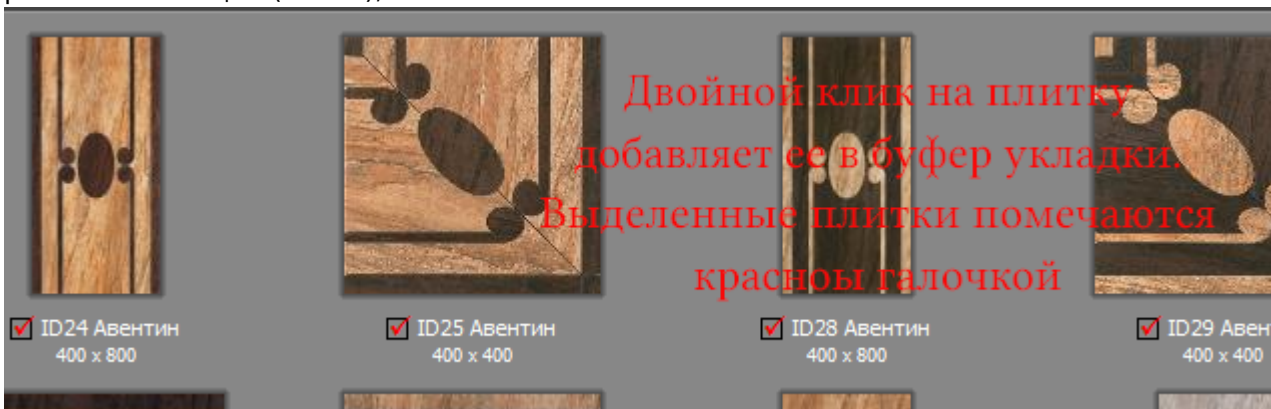 Двойной клик на плитку
добавляет ее в буфер укладки.
Выделенные плитки помечаются
красноы галочкой
ID24 Авентин
400 x 800
ID25 Авентин
400 x 400
ID28 Авентин
400 x 800
ID29 Авен
400 x 400